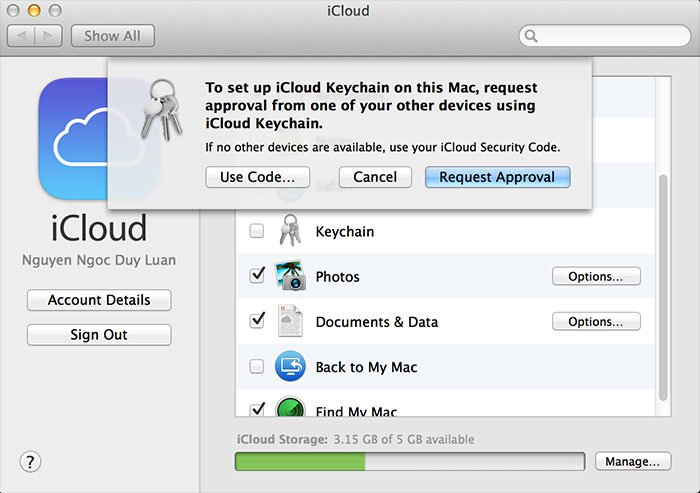 iCloud
Show All
To set up iCloud Keychain on this Mac, request
approval from one of your other devices using
iCloud Keychain.
If no other devices are available, use your iCloud Security Code.
Use Code...
Cancel
Request Approval
iCloud
Nguyen Ngoc Duy Luan
Account Details
Sign Out
Safari
Keychain
Photos
Options...
Documents & Data
Options...
Back to My Mac
Find My Mac
iCloud Storage: 3.15 GB of 5 GB available
?
Manage...